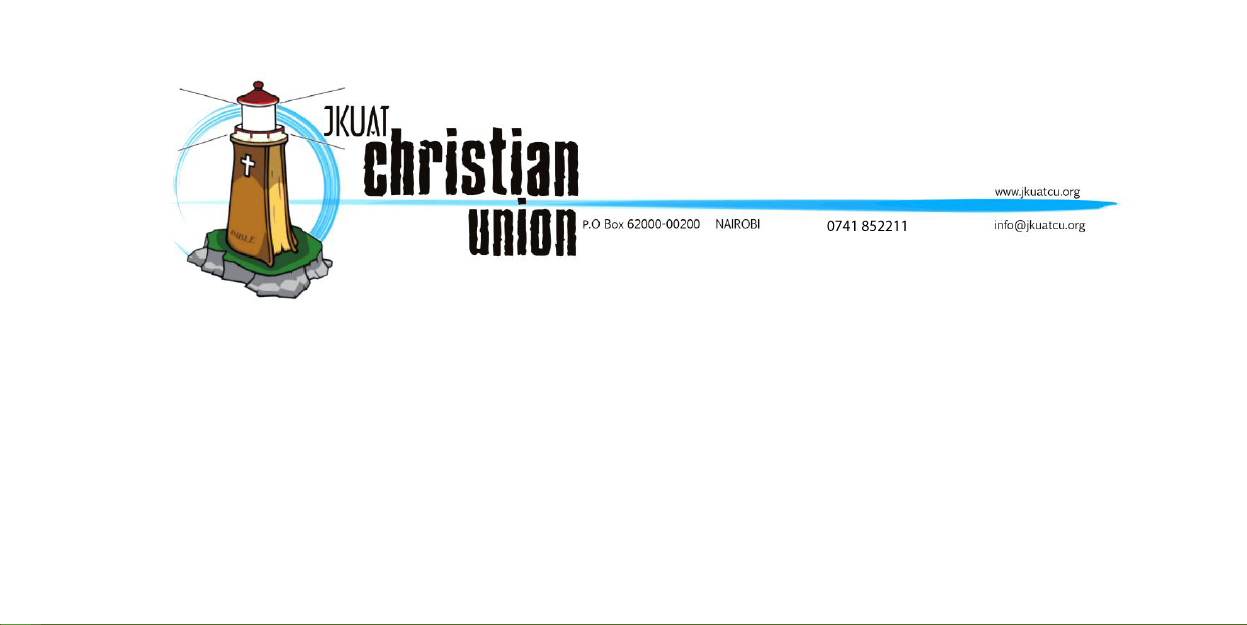 JKUAT
christian
union
BIBLE
www.jkuatcu.org
P.O Box 62000-00200 NAIROBI 0741 852211 info@jkuatcu.org